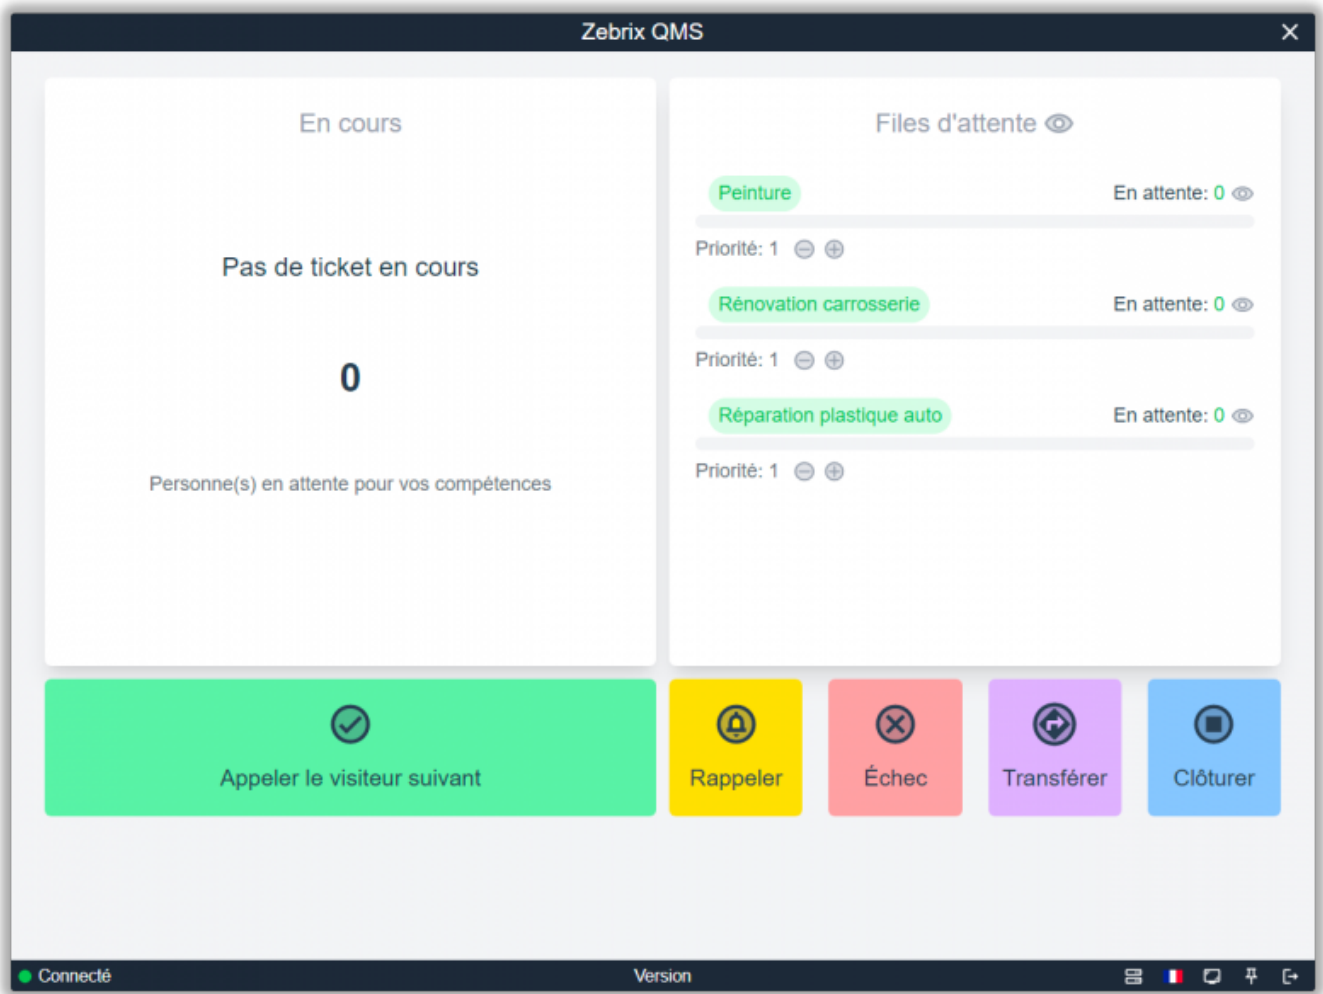 Zebrix QMS
En cours
Pas de ticket en cours
0
Personne(s) en attente pour vos compétences
Files d'attente
Peinture
En attente: 0
Priorité: 1
Rénovation carrosserie
En attente: 0
Priorité: 1
Réparation plastique auto
En attente: 0
Priorité: 1
Appeler le visiteur suivant
Rappeler
Échec
Transférer
Clôturer
Connecté
Version